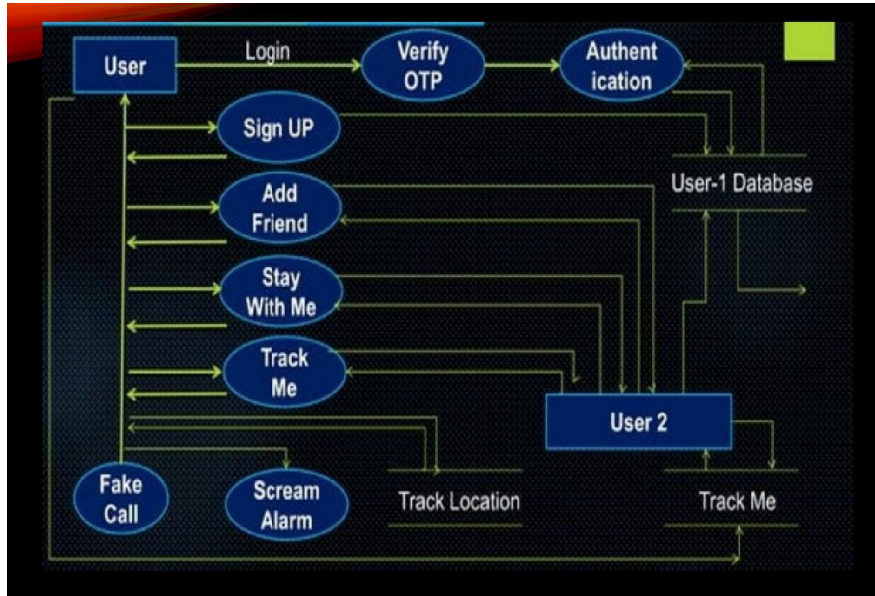 User
Login
Verify
OTP
Authent
ication
Sign UP
User-1 Database
Add
Friend
Stay
With Me
Track
Me
User 2
Fake
Call
Scream
Alarm
Track Location
Track Me